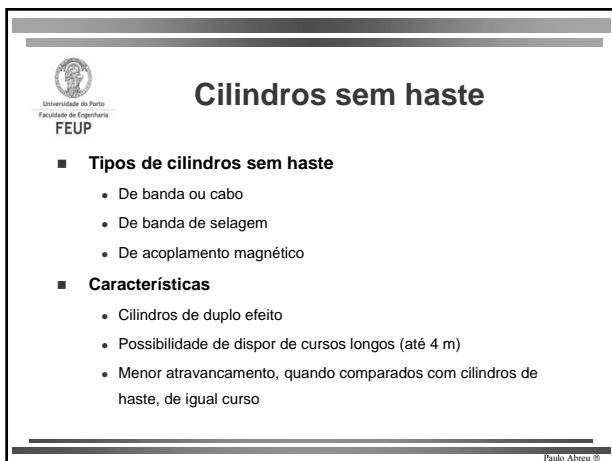 Universidade do Porto
Faculdade de Engenharia
FEUP
Cilindros sem haste
■ Tipos de cilindros sem haste
● De banda ou cabo
● De banda de selagem
● De acoplamento magnético
■ Características
● Cilindros de duplo efeito
● Possibilidade de dispor de cursos longos (até 4 m)
● Menor atravancamento, quando comparados com cilindros de
haste, de igual curso
Paulo Abreu ®